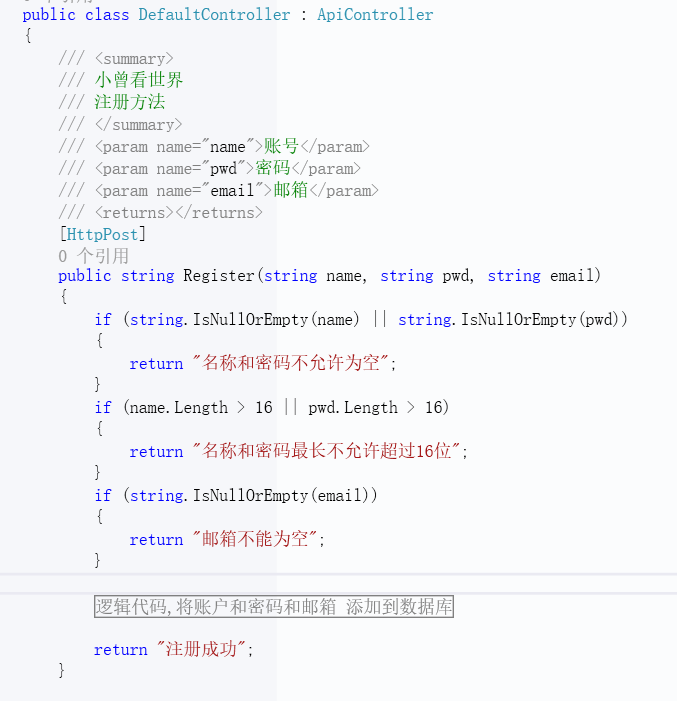 public class DefaultController : ApiController
{
/// <summary>
/// 小曾看世界
/// 注册方法
/// </summary>
/// <param name="name">账号</param>
/// <param name="pwd">密码</param>
/// <param name="email">邮箱</param>
/// <returns></returns>
[HttpPost]
0 个引用
public string Register(string name, string pwd, string email)
{
if (string.IsNullOrEmpty(name) || string.IsNullOrEmpty(pwd))
{
return "名称和密码不允许为空";
}
if (name.Length > 16 || pwd.Length > 16)
{
return "名称和密码最长不允许超过16位";
}
if (string.IsNullOrEmpty(email))
{
return "邮箱不能为空";
}
逻辑代码,将账户和密码和邮箱 添加到数据库
return "注册成功";
}